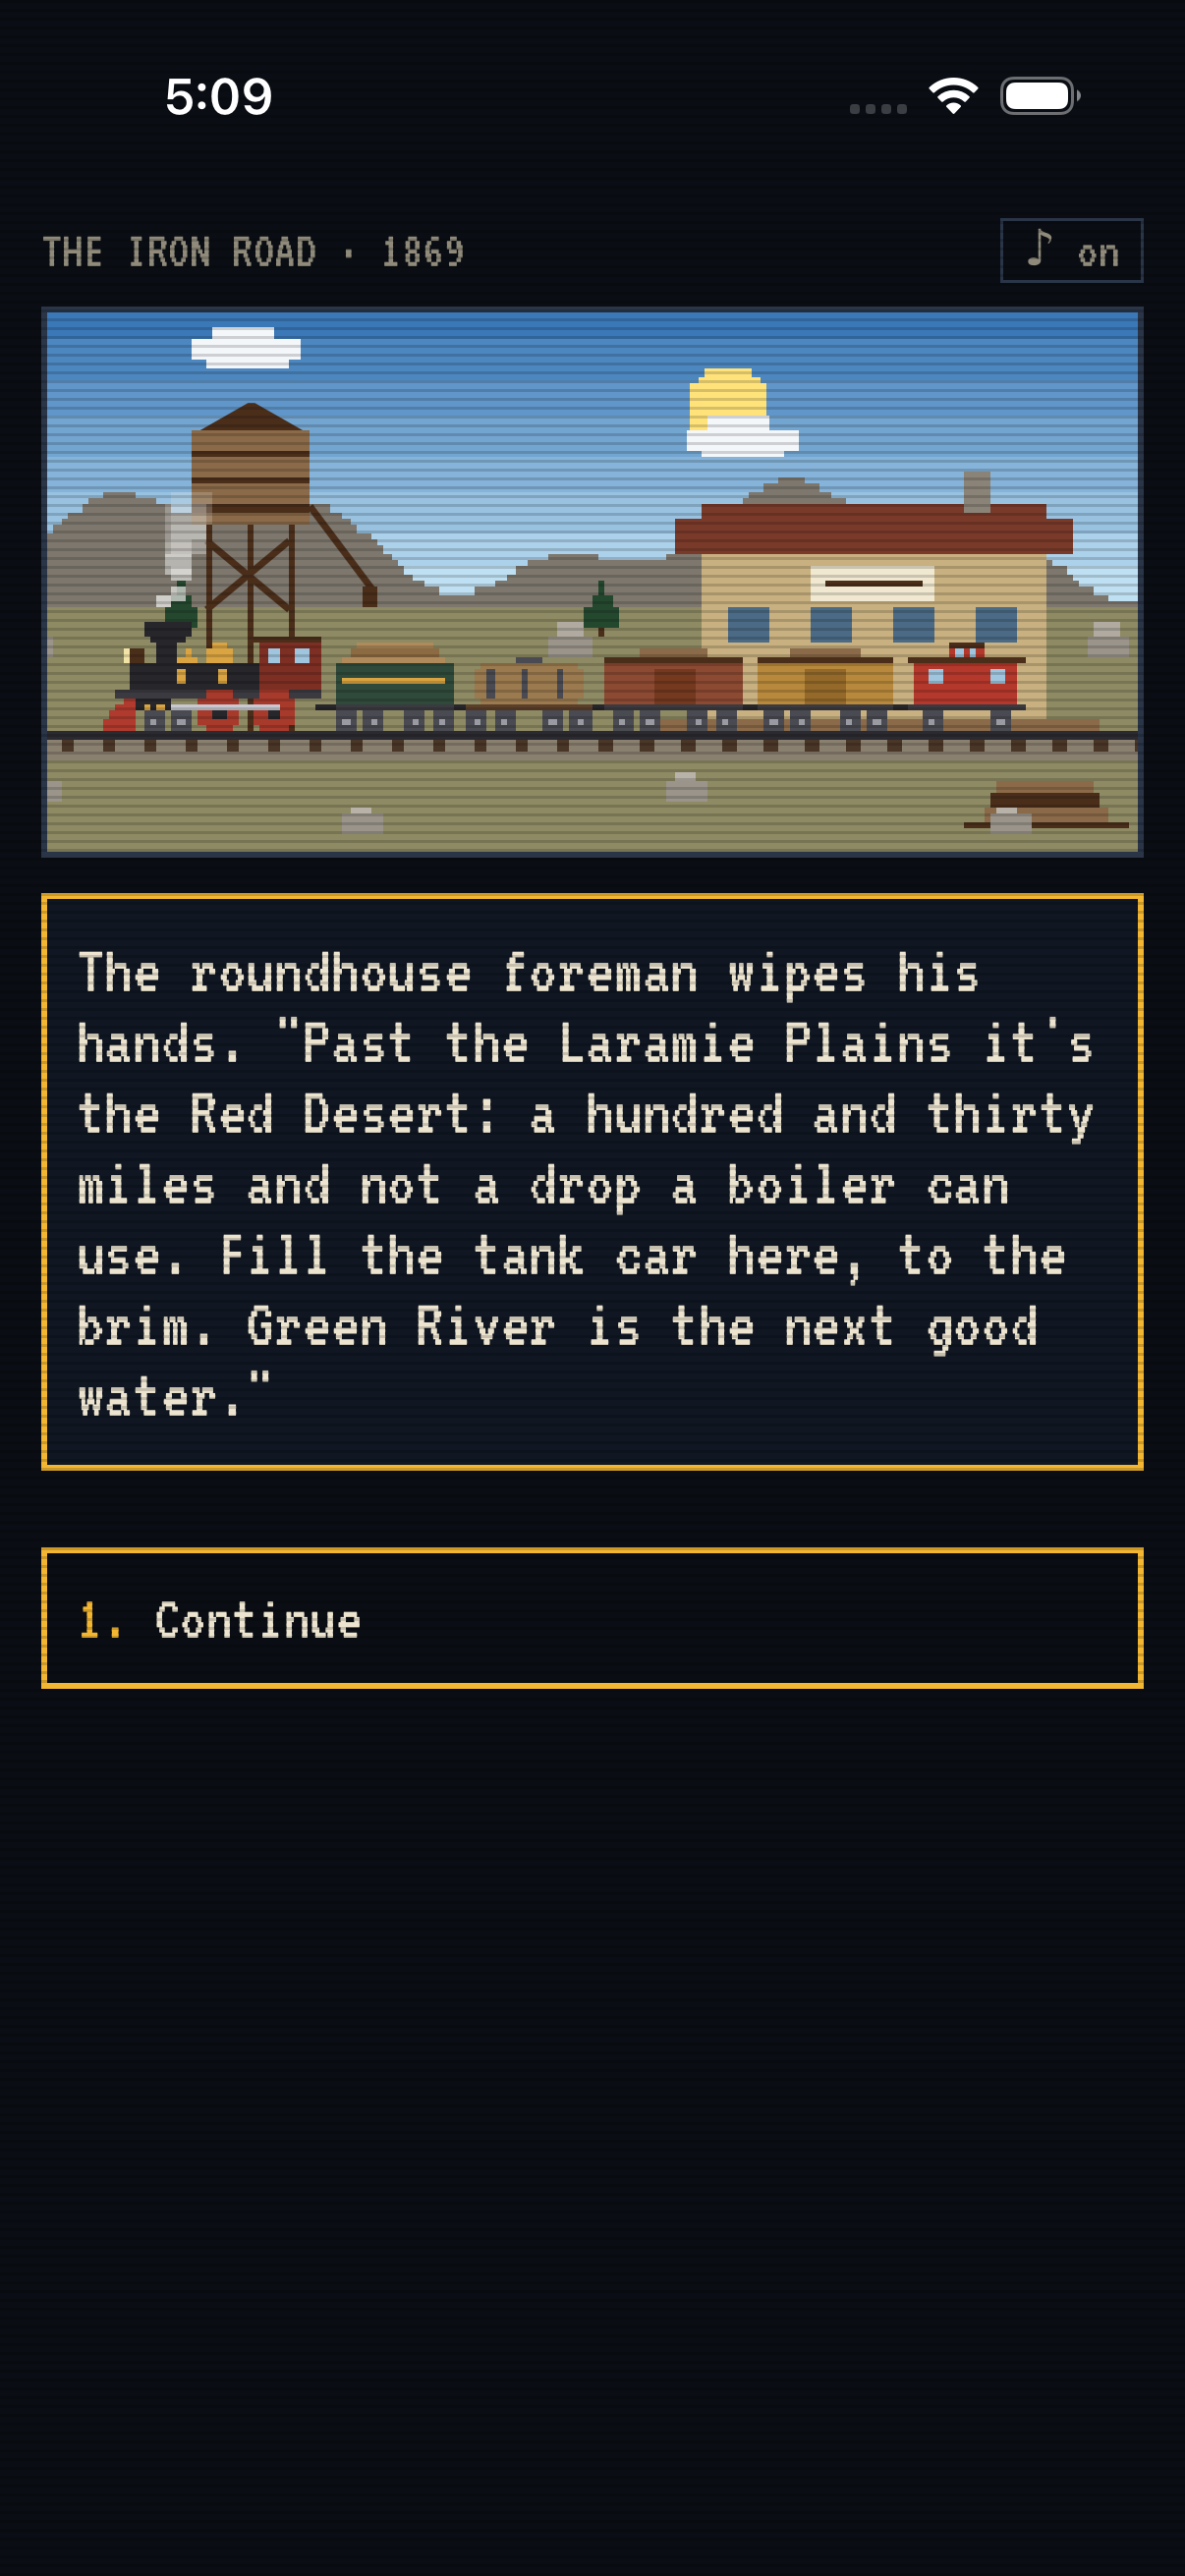 5:09
THE IRON ROAD · 1869
♪ on
The roundhouse foreman wipes his
hands. "Past the Laramie Plains it's
the Red Desert: a hundred and thirty
miles and not a drop a boiler can
use. Fill the tank car here, to the
brim. Green River is the next good
water."
1. Continue